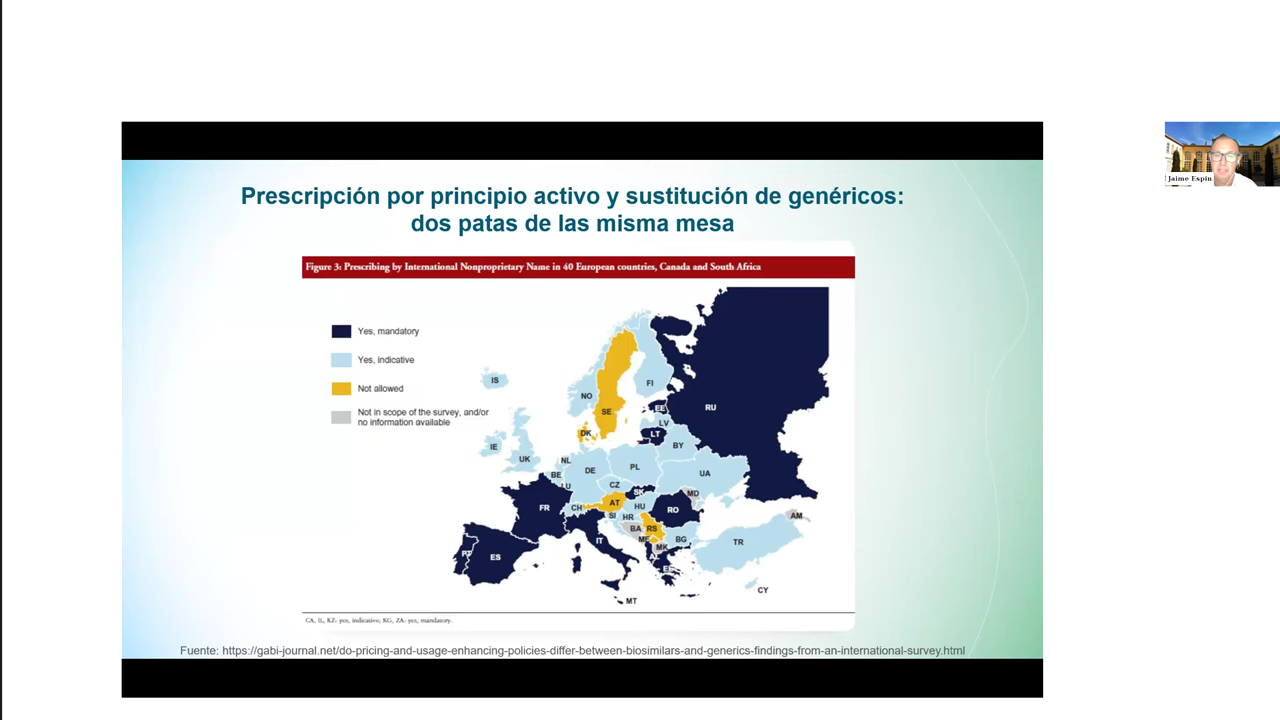 Prescripción por principio activo y sustitución de genéricos:
dos patas de las misma mesa
Figure 3: Prescribing by International Nonproprietary Name in 40 European countries, Canada and South Africa
Yes, mandatory
Yes, indicative
Not allowed
Not in scope of the survey, and/or
no information available
IS
NO
FI
SE
RU
EE
LV
DK
LT
IE
BY
UK
NL
BE
DE
PL
LU
CZ
UA
SK
MD
FR
CH
AT
HU
RO
SI
HR
AM
BA
RS
PT
ES
IT
ME
BG
MK
TR
AL
CY
MT
CA, IL, KZ: yes, indicative; KG, ZA: yes, mandatory.
Fuente: https://gabi-journal.net/do-pricing-and-usage-enhancing-policies-differ-between-biosimilars-and-generics-findings-from-an-international-survey.html
Jaime Espin